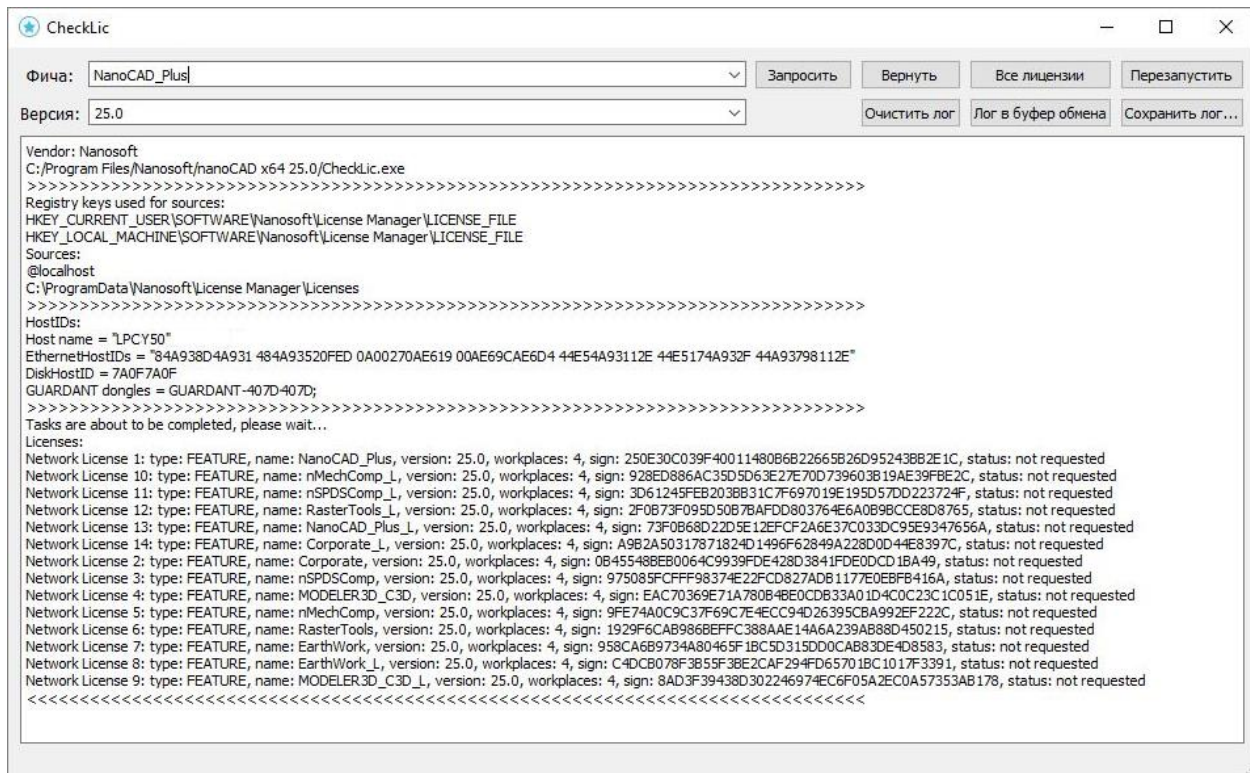 CheckLic
Фича: NanoCAD_Plus Запросить Вернуть Все лицензии Перезапустить
Версия: 25.0 Очистить лог Лог в буфер обмена Сохранить лог...
Vendor: Nanosoft
C:/Program Files/Nanosoft/nanoCAD x64 25.0/CheckLic.exe
>>>>>>>>>>>>>>>>>>>>>>>>>>>>>>>>>>>>>>>>>>>>>>>>>>>>>>>>>>>>>>>>>>>>>>>>>>>>>>>>
Registry keys used for sources:
HKEY_CURRENT_USER\SOFTWARE\Nanosoft\License Manager\LICENSE_FILE
HKEY_LOCAL_MACHINE\SOFTWARE\Nanosoft\License Manager\LICENSE_FILE
Sources:
@localhost
C:\ProgramData\Nanosoft\License Manager\Licenses
>>>>>>>>>>>>>>>>>>>>>>>>>>>>>>>>>>>>>>>>>>>>>>>>>>>>>>>>>>>>>>>>>>>>>>>>>>>>>>>>
HostIDs:
Host name = "LPCY50"
EthernetHostIDs = "84A938D4A931 484A93520FED 0A00270AE619 00AE69CAE6D4 44E54A93112E 44E5174A932F 44A93798112E"
DiskHostID = 7A0F7A0F
GUARDANT dongles = GUARDANT-407D407D;
>>>>>>>>>>>>>>>>>>>>>>>>>>>>>>>>>>>>>>>>>>>>>>>>>>>>>>>>>>>>>>>>>>>>>>>>>>>>>>>>
Tasks are about to be completed, please wait...
Licenses:
Network License 1: type: FEATURE, name: NanoCAD_Plus, version: 25.0, workplaces: 4, sign: 250E30C039F40011480B6B22665B26D95243BB2E1C, status: not requested
Network License 10: type: FEATURE, name: nMechComp_L, version: 25.0, workplaces: 4, sign: 928ED886AC35D5D63E27E70D739603B19AE39FBE2C, status: not requested
Network License 11: type: FEATURE, name: nSPDSComp_L, version: 25.0, workplaces: 4, sign: 3D61245FEB203BB31C7F697019E195D57DD223724F, status: not requested
Network License 12: type: FEATURE, name: RasterTools_L, version: 25.0, workplaces: 4, sign: 2F0B73F095D50B7BAFDD803764E6A0B9BCCE8D8765, status: not requested
Network License 13: type: FEATURE, name: NanoCAD_Plus_L, version: 25.0, workplaces: 4, sign: 73F0B68D22D5E12EFCF2A6E37C033DC95E9347656A, status: not requested
Network License 14: type: FEATURE, name: Corporate_L, version: 25.0, workplaces: 4, sign: A9B2A50317871824D1496F62849A228D0D44E8397C, status: not requested
Network License 2: type: FEATURE, name: Corporate, version: 25.0, workplaces: 4, sign: 0B45548BEB0064C9939FDE428D3841FDE0DCD1BA49, status: not requested
Network License 3: type: FEATURE, name: nSPDSComp, version: 25.0, workplaces: 4, sign: 975085FCFFF98374E22FCD827ADB1177E0EBFB416A, status: not requested
Network License 4: type: FEATURE, name: MODELER3D_C3D, version: 25.0, workplaces: 4, sign: EAC70369E71A780B4BE0CDB33A01D4C0C23C1C051E, status: not requested
Network License 5: type: FEATURE, name: nMechComp, version: 25.0, workplaces: 4, sign: 9FE74A0C9C37F69C7E4ECC94D26395CBA992EF222C, status: not requested
Network License 6: type: FEATURE, name: RasterTools, version: 25.0, workplaces: 4, sign: 1929F6CAB986BEFFC388AAE14A6A239AB88D450215, status: not requested
Network License 7: type: FEATURE, name: EarthWork, version: 25.0, workplaces: 4, sign: 958CA6B9734A80465F1BC5D315DD0CAB83DE4D8583, status: not requested
Network License 8: type: FEATURE, name: EarthWork_L, version: 25.0, workplaces: 4, sign: C4DCB078F3B55F3BE2CAF294FD65701BC1017F3391, status: not requested
Network License 9: type: FEATURE, name: MODELER3D_C3D_L, version: 25.0, workplaces: 4, sign: 8AD3F39438D302246974EC6F05A2EC0A57353AB178, status: not requested
<<<<<<<<<<<<<<<<<<<<<<<<<<<<<<<<<<<<<<<<<<<<<<<<<<<<<<<<<<<<<<<<<<<<<<<<<<<<<<<<